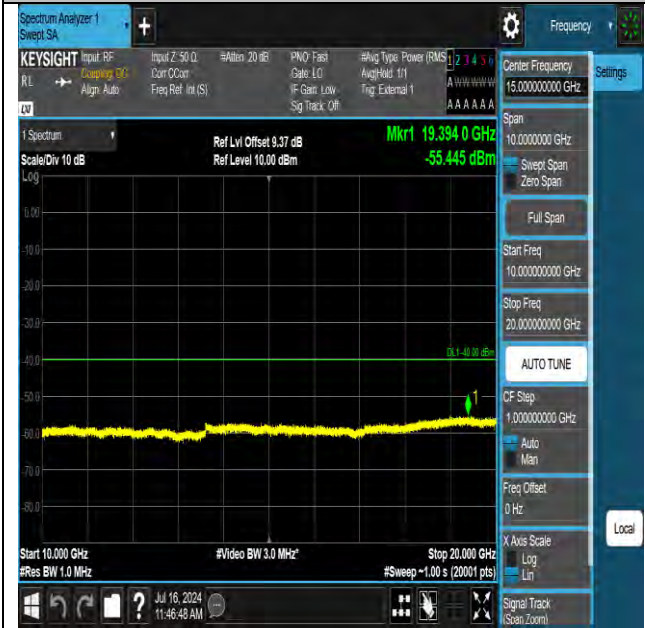 Spectrum Analyzer 1
Swept SA
+
Frequency
KEYSIGHT Input: RF
RL Coupling: DC
Align: Auto
Input Z: 50 Ω
Corr CCorr
Freq Ref: Int (S)
#Atten: 20 dB
PNO: Fast
Gate: LO
IF Gain: Low
Sig Track: Off
#Avg Type: Power (RMS
Avg|Hold: 1/1
Trig: External 1
1 2 3 4 5 6
A W W W W W
A A A A A A
LXI
1 Spectrum
Scale/Div 10 dB
Log
Ref Lvl Offset 9.37 dB
Ref Level 10.00 dBm
Mkr1 19.394 0 GHz
-55.445 dBm
0.00
-10.0
-20.0
-30.0
-40.0
-50.0
-60.0
-70.0
-80.0
DL1 -40.00 dBm
1
Start 10.000 GHz
#Res BW 1.0 MHz
#Video BW 3.0 MHz*
Stop 20.000 GHz
#Sweep ~1.00 s (20001 pts)
Jul 16, 2024
11:46:48 AM
?
Center Frequency
15.000000000 GHz
Settings
Span
10.0000000 GHz
Swept Span
Zero Span
Full Span
Start Freq
10.000000000 GHz
Stop Freq
20.000000000 GHz
AUTO TUNE
CF Step
1.000000000 GHz
Auto
Man
Freq Offset
0 Hz
X Axis Scale
Log
Lin
Local
Signal Track
(Span Zoom)